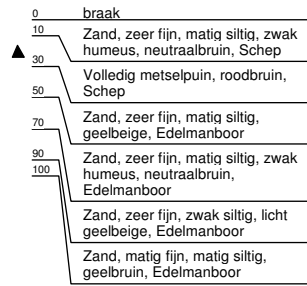 0 braak
10 Zand, zeer fijn, matig siltig, zwak
humeus, neutraalbruin, Schep
30 Volledig metselpuin, roodbruin,
Schep
50 Zand, zeer fijn, matig siltig,
geelbeige, Edelmanboor
70 Zand, zeer fijn, matig siltig, zwak
humeus, neutraalbruin,
Edelmanboor
90 Zand, zeer fijn, zwak siltig, licht
geelbeige, Edelmanboor
100 Zand, matig fijn, matig siltig,
geelbruin, Edelmanboor